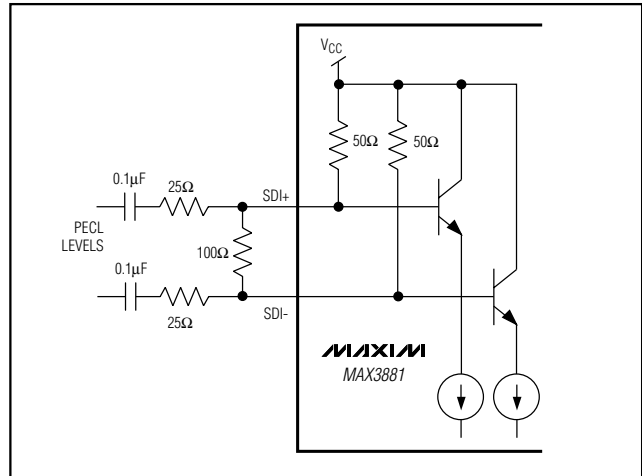 VCC
50Ω
50Ω
0.1μF
25Ω
SDI+
PECL
LEVELS
100Ω
0.1μF
25Ω
SDI-
MAXIM
MAX3881